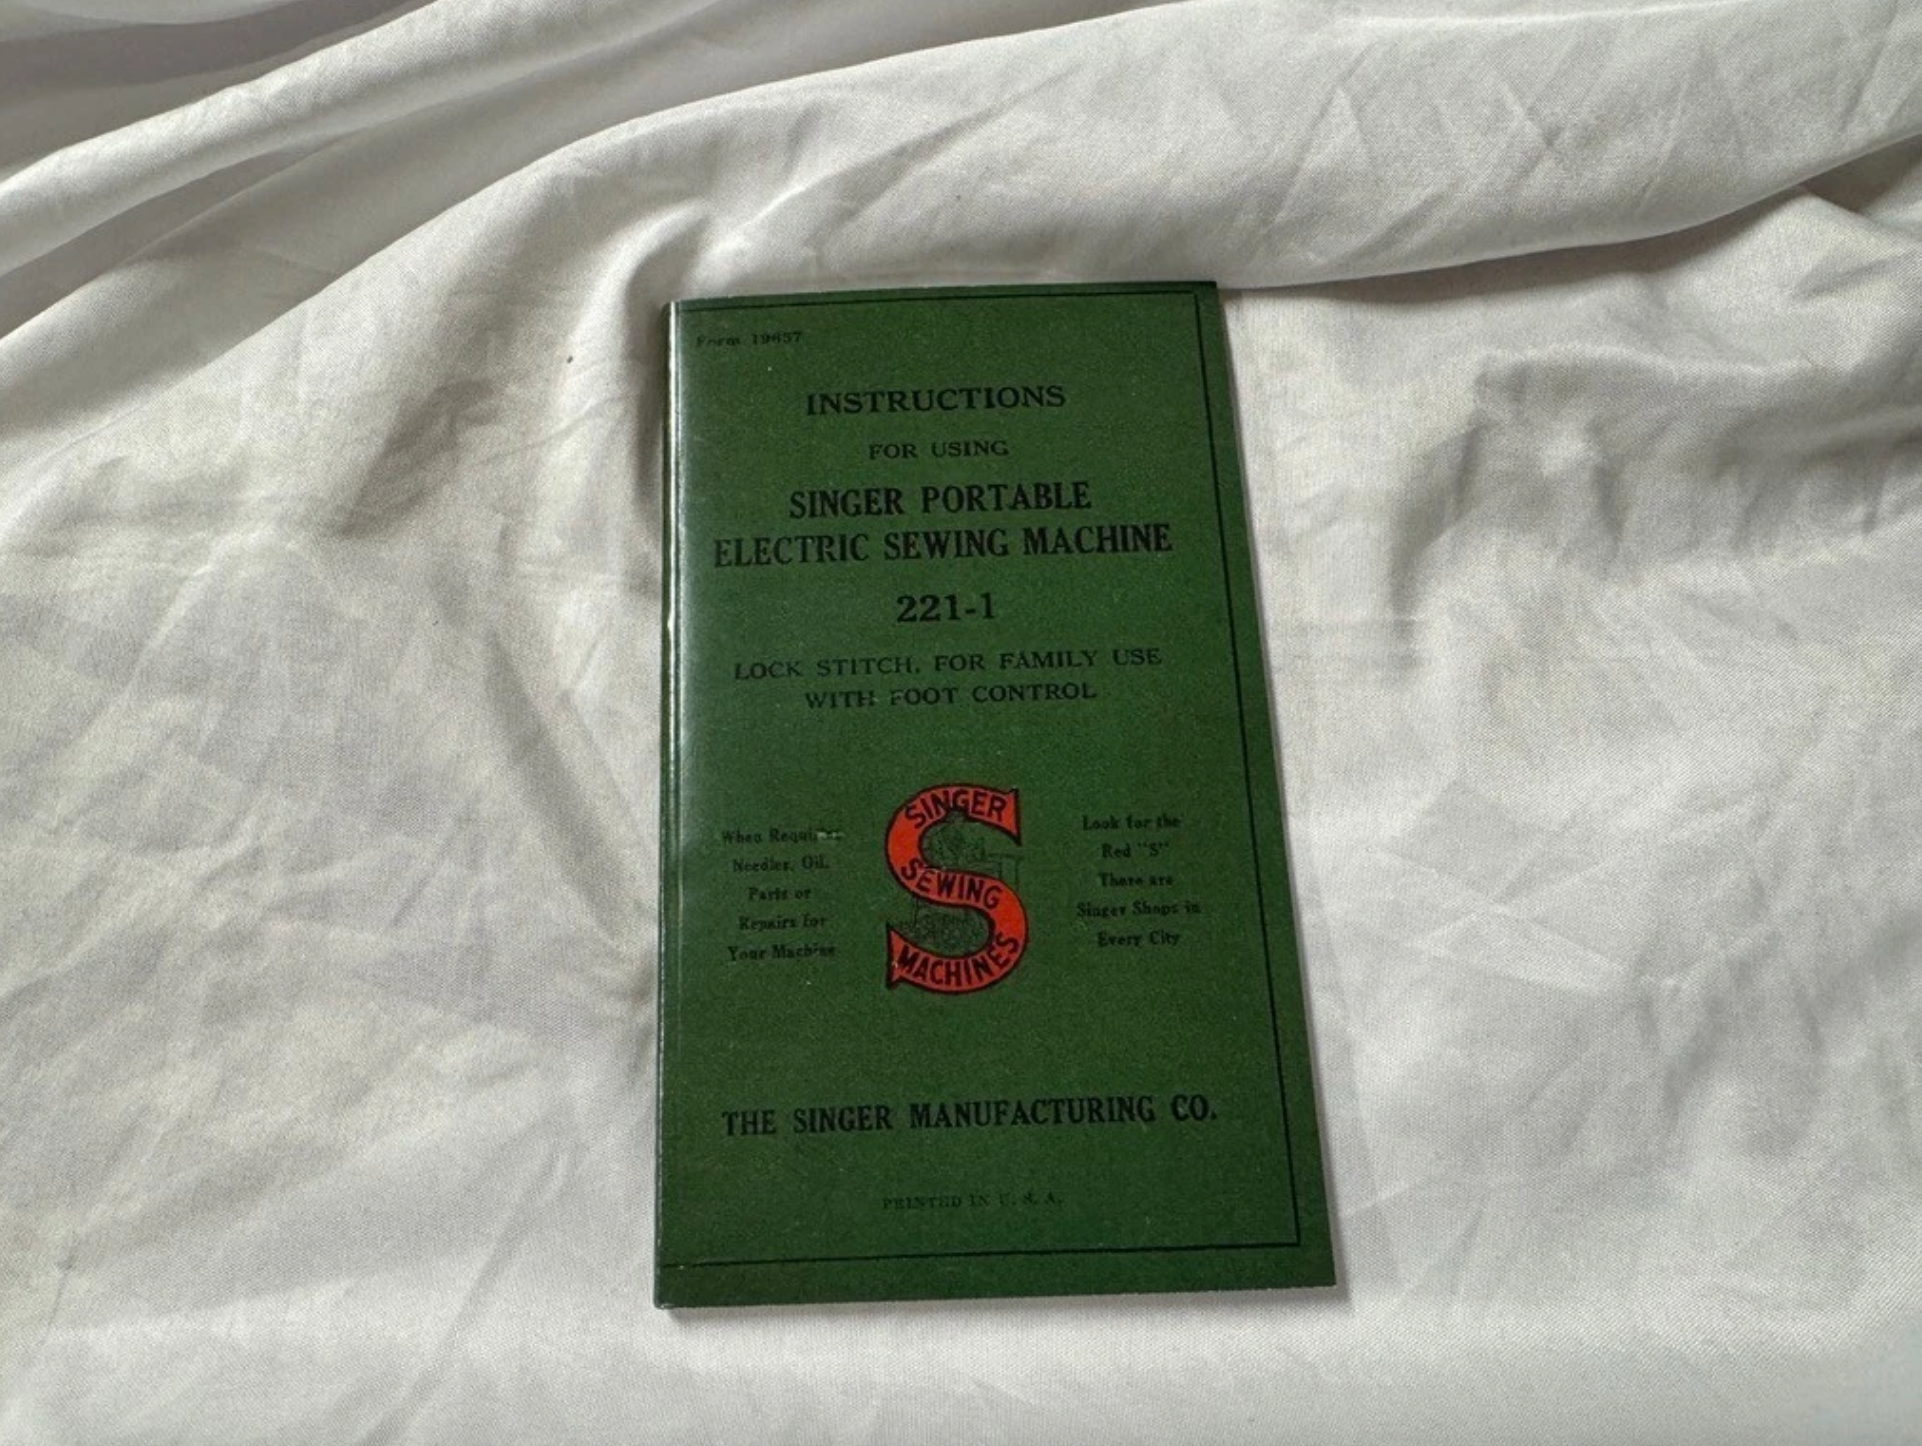 Form 19657
INSTRUCTIONS
FOR USING
SINGER PORTABLE
ELECTRIC SEWING MACHINE
221-1
LOCK STITCH, FOR FAMILY USE
WITH FOOT CONTROL
When Requiring
Needles, Oil,
Parts or
Repairs for
Your Machine
SINGER
SEWING
MACHINES
Look for the
Red "S"
There are
Singer Shops in
Every City
THE SINGER MANUFACTURING CO.
PRINTED IN U. S. A.